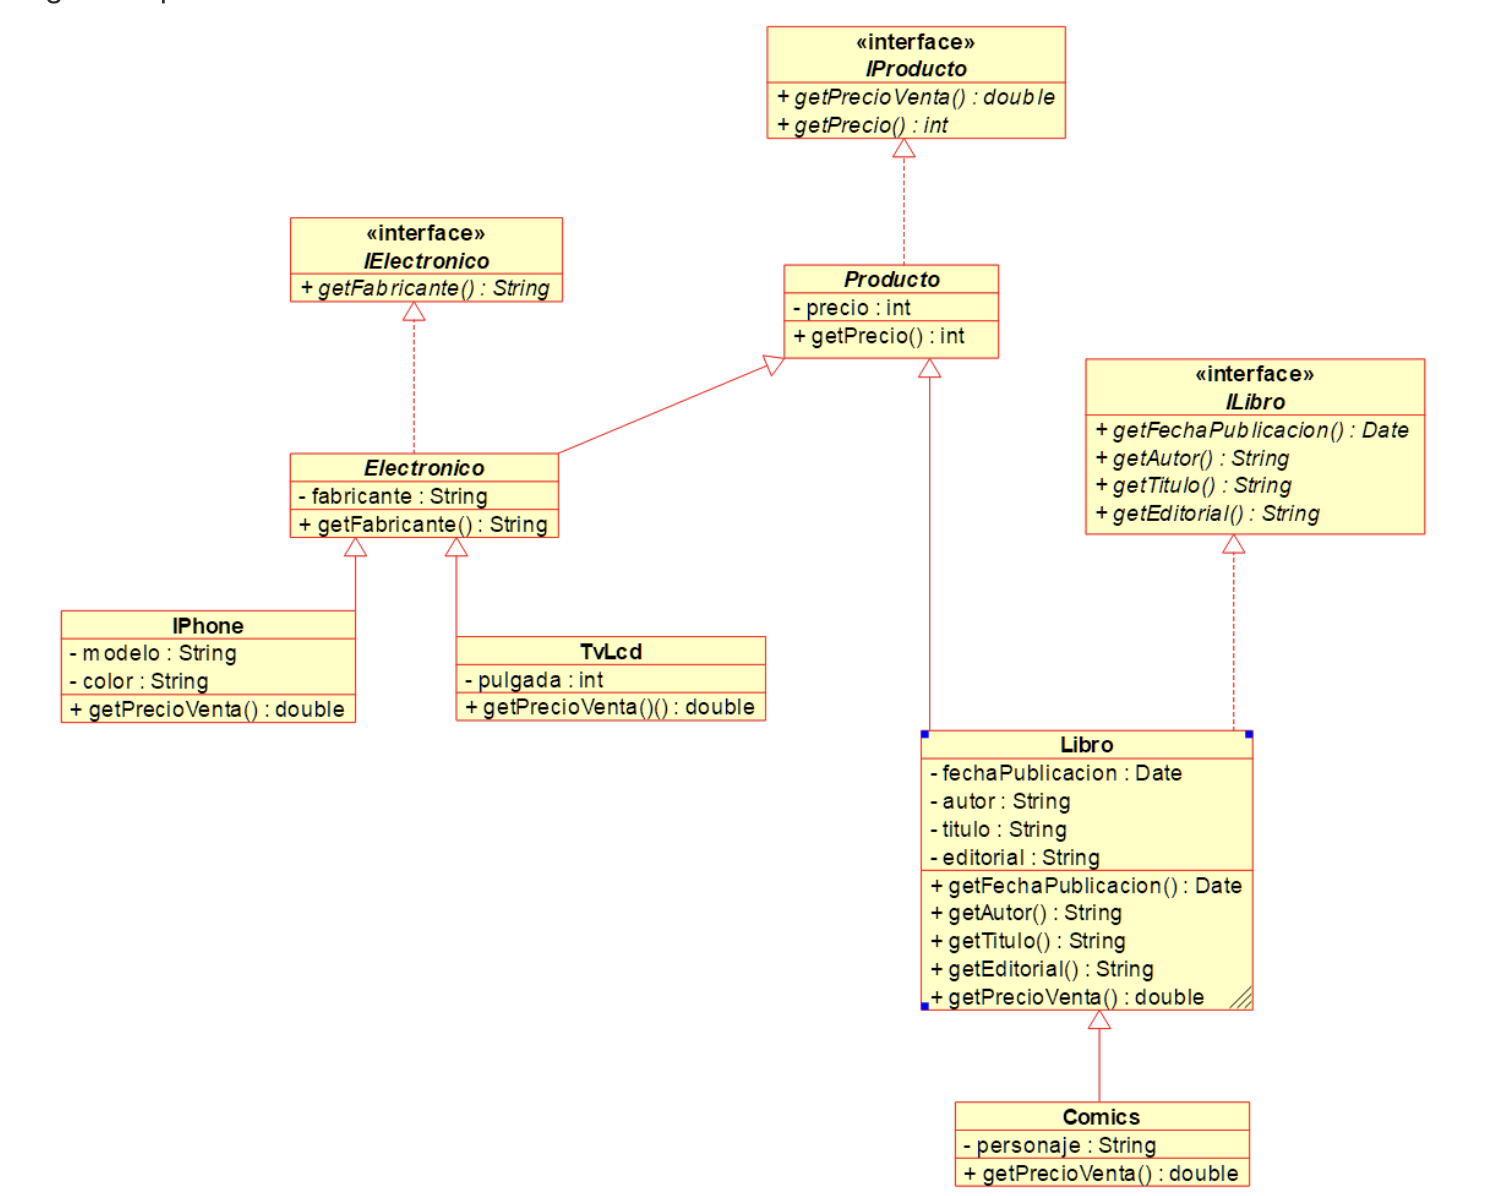 «interface»
IProducto
+ getPrecioVenta() : double
+ getPrecio() : int
«interface»
IElectronico
+ getFabricante() : String
Producto
- precio : int
+ getPrecio() : int
«interface»
ILibro
+ getFechaPublicacion() : Date
+ getAutor() : String
+ getTitulo() : String
+ getEditorial() : String
Electronico
- fabricante : String
+ getFabricante() : String
IPhone
- modelo : String
- color : String
+ getPrecioVenta() : double
TvLcd
- pulgada : int
+ getPrecioVenta()() : double
Libro
- fechaPublicacion : Date
- autor : String
- titulo : String
- editorial : String
+ getFechaPublicacion() : Date
+ getAutor() : String
+ getTitulo() : String
+ getEditorial() : String
+ getPrecioVenta() : double
Comics
- personaje : String
+ getPrecioVenta() : double